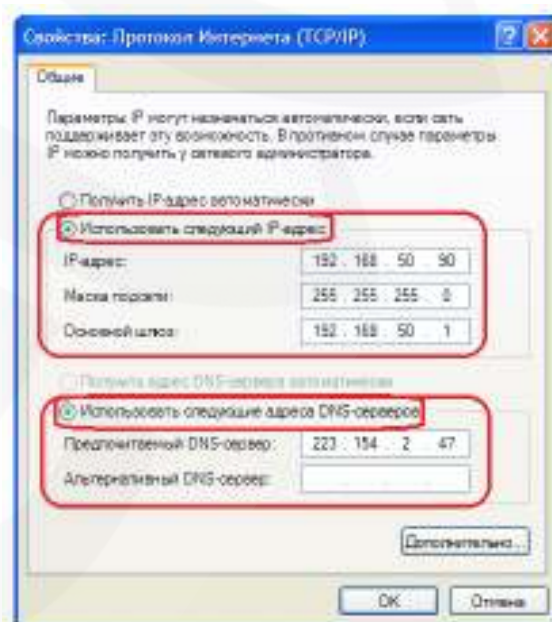 Свойства: Протокол Интернета (TCP/IP)
Общие
Параметры IP могут назначаться автоматически, если сеть
поддерживает эту возможность. В противном случае параметры
IP можно получить у сетевого администратора.
Получить IP-адрес автоматически
Использовать следующий IP-адрес:
IP-адрес: 192 . 168 . 50 . 90
Маска подсети: 255 . 255 . 255 . 0
Основной шлюз: 192 . 168 . 50 . 1
Получить адрес DNS-сервера автоматически
Использовать следующие адреса DNS-серверов:
Предпочитаемый DNS-сервер: 223 . 154 . 2 . 47
Альтернативный DNS-сервер: . . .
Дополнительно...
OK Отмена